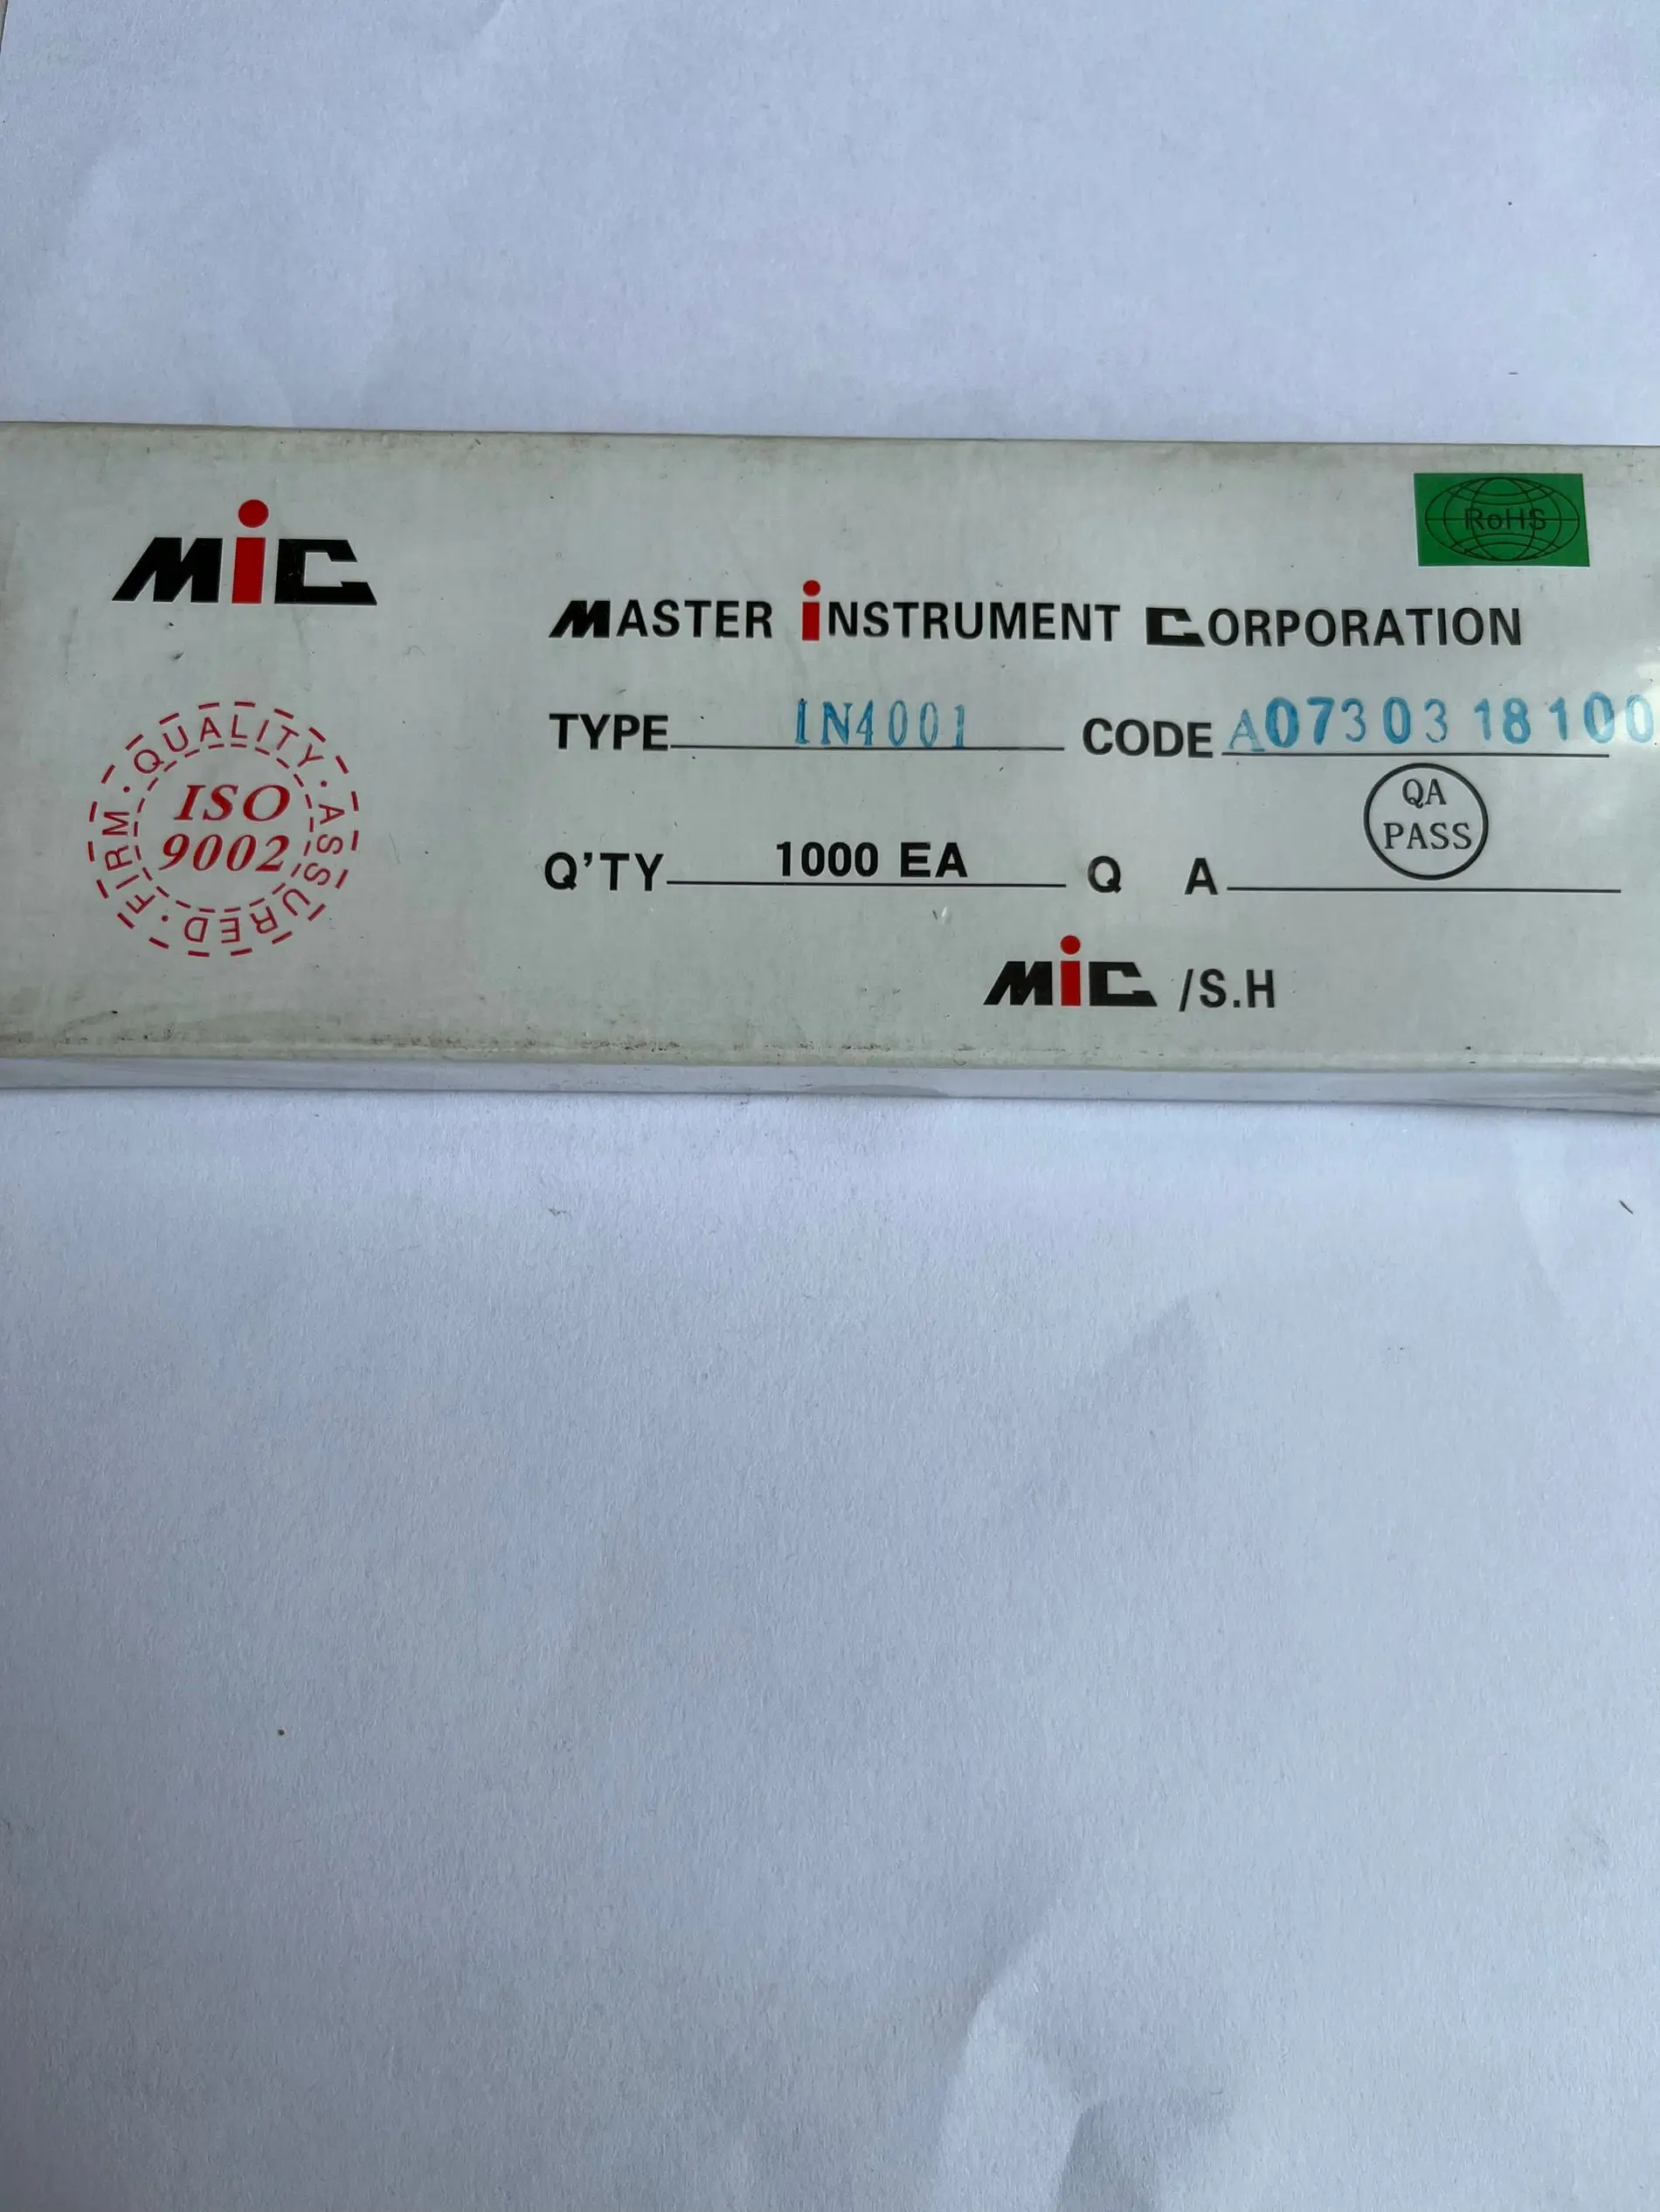 MiC
RoHS
MASTER iNSTRUMENT CORPORATION
TYPE 1N4001 CODE A07303 18100
QUALITY · ASSURED · FIRM ·
ISO
9002
QA
PASS
Q'TY 1000 EA Q A
MiC /S.H